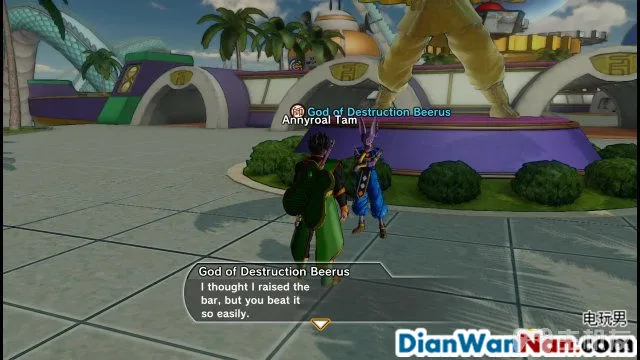 God of Destruction Beerus
Annyroal Tam
God of Destruction Beerus
I thought I raised the
bar, but you beat it
so easily.
电玩男
DianWanNan.com